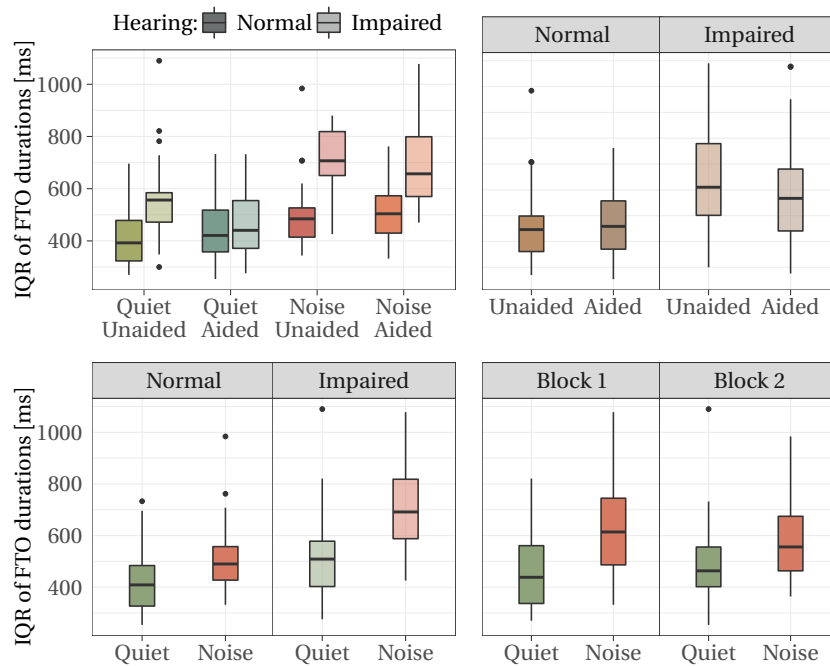 Hearing: Normal Impaired
IQR of FTO durations [ms]
1000
800
600
400
Quiet Unaided
Quiet Aided
Noise Unaided
Noise Aided
Normal Impaired
Unaided Aided Unaided Aided
IQR of FTO durations [ms]
Normal Impaired
1000
800
600
400
Quiet Noise Quiet Noise
Block 1 Block 2
Quiet Noise Quiet Noise